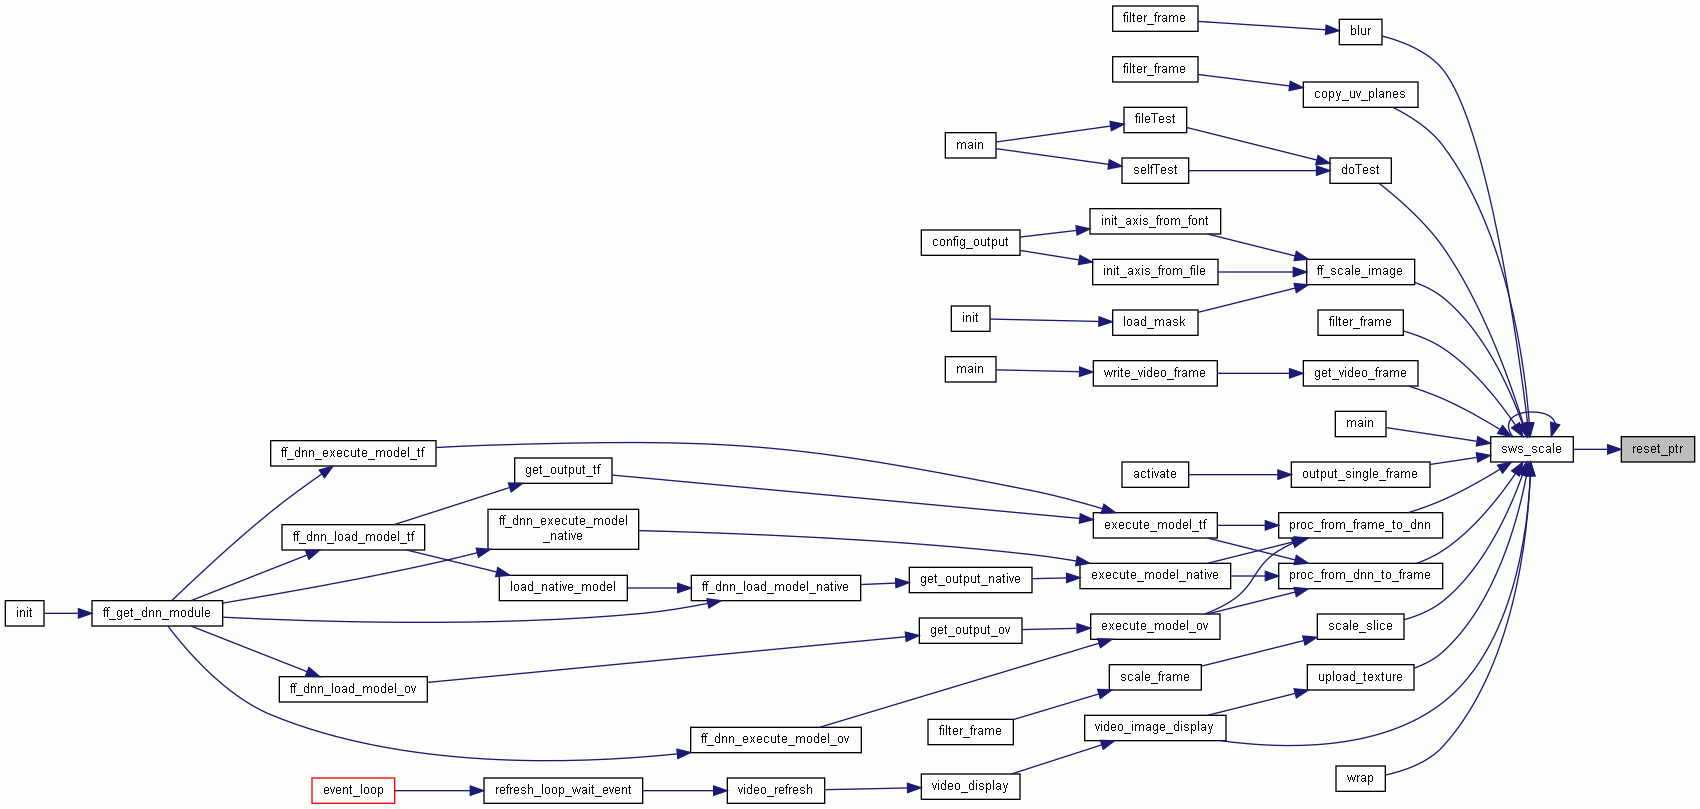 filter_frame
blur
filter_frame
copy_uv_planes
fileTest
main
selfTest
doTest
init_axis_from_font
config_output
init_axis_from_file
ff_scale_image
init
load_mask
filter_frame
main
write_video_frame
get_video_frame
main
sws_scale
reset_ptr
ff_dnn_execute_model_tf
get_output_tf
activate
output_single_frame
ff_dnn_load_model_tf
ff_dnn_execute_model
_native
execute_model_tf
proc_from_frame_to_dnn
load_native_model
ff_dnn_load_model_native
get_output_native
execute_model_native
proc_from_dnn_to_frame
init
ff_get_dnn_module
get_output_ov
execute_model_ov
scale_slice
ff_dnn_load_model_ov
scale_frame
upload_texture
ff_dnn_execute_model_ov
filter_frame
video_image_display
wrap
event_loop
refresh_loop_wait_event
video_refresh
video_display